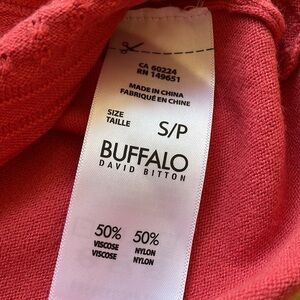 CA 60224
RN 149651
MADE IN CHINA
FABRIQUÉ EN CHINE
SIZE
TAILLE
S/P
BUFFALO
DAVID BITTON
50% 50%
VISCOSE NYLON
VISCOSE NYLON